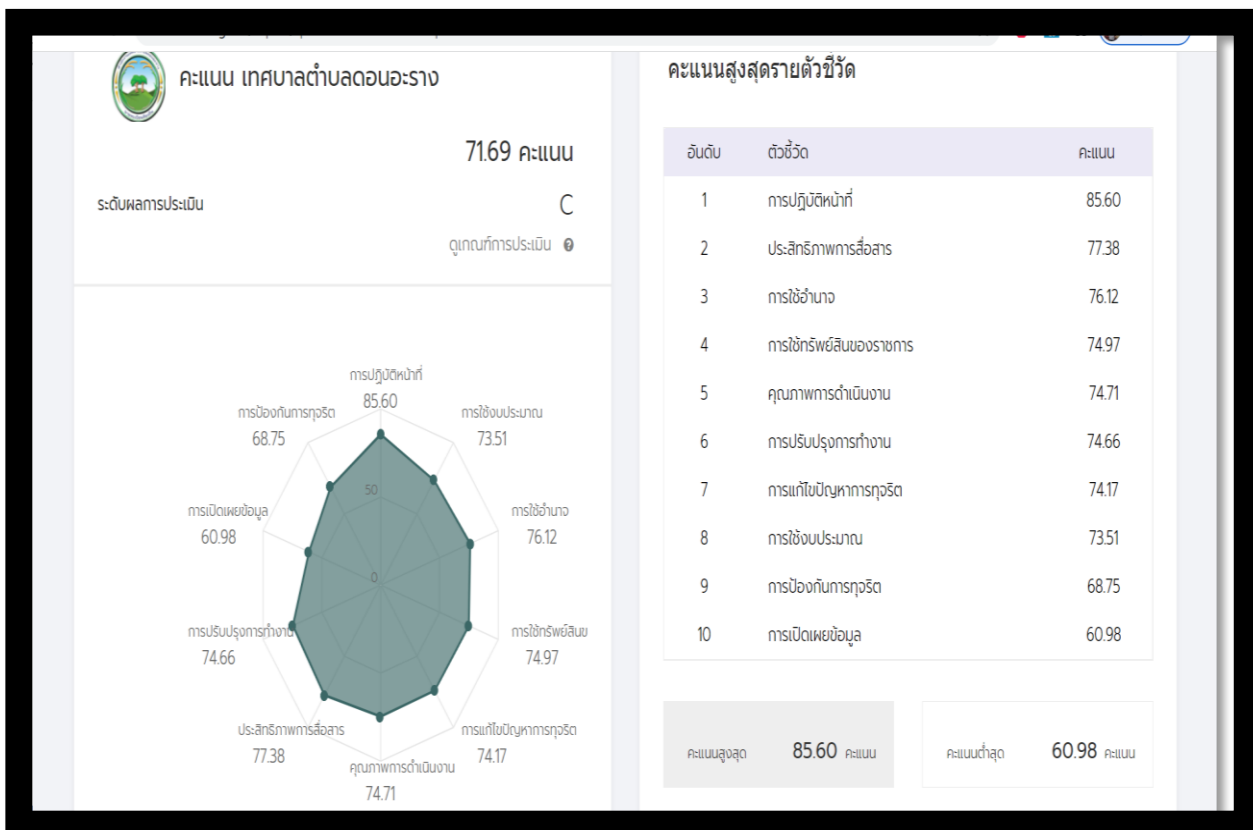 คะแนน เทศบาลตำบลดอนอะราง
71.69 คะแนน
ระดับผลการประเมิน C
ดูเกณฑ์การประเมิน
การปฏิบัติหน้าที่
85.60
การป้องกันการทุจริต
68.75
การใช้งบประมาณ
73.51
50
การเปิดเผยข้อมูล
60.98
การใช้อำนาจ
76.12
0
การปรับปรุงการทำงาน
74.66
การใช้ทรัพย์สินข
74.97
ประสิทธิภาพการสื่อสาร
77.38
การแก้ไขปัญหาการทุจริต
74.17
คุณภาพการดำเนินงาน
74.71
คะแนนสูงสุดรายตัวชี้วัด
อันดับ ตัวชี้วัด คะแนน
1 การปฏิบัติหน้าที่ 85.60
2 ประสิทธิภาพการสื่อสาร 77.38
3 การใช้อำนาจ 76.12
4 การใช้ทรัพย์สินของราชการ 74.97
5 คุณภาพการดำเนินงาน 74.71
6 การปรับปรุงการทำงาน 74.66
7 การแก้ไขปัญหาการทุจริต 74.17
8 การใช้งบประมาณ 73.51
9 การป้องกันการทุจริต 68.75
10 การเปิดเผยข้อมูล 60.98
คะแนนสูงสุด 85.60 คะแนน
คะแนนต่ำสุด 60.98 คะแนน